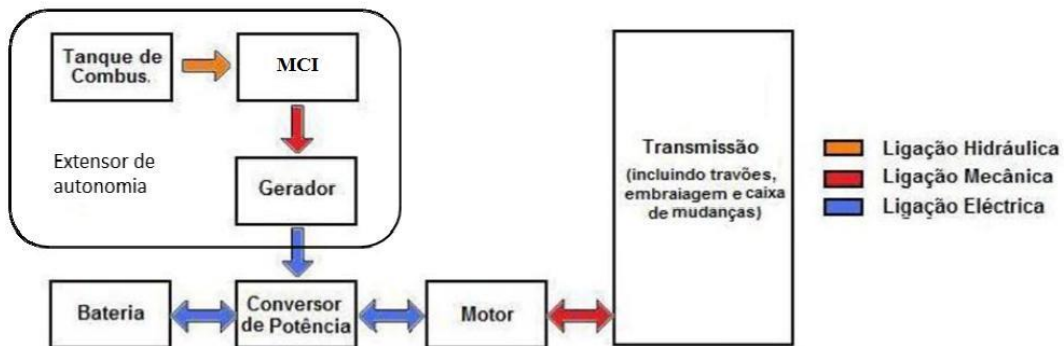 Tanque de
Combus.
MCI
Extensor de
autonomia
Gerador
Bateria
Conversor
de Potência
Motor
Transmissão
(incluindo travões,
embraiagem e caixa
de mudanças)
Ligação Hidráulica
Ligação Mecânica
Ligação Eléctrica